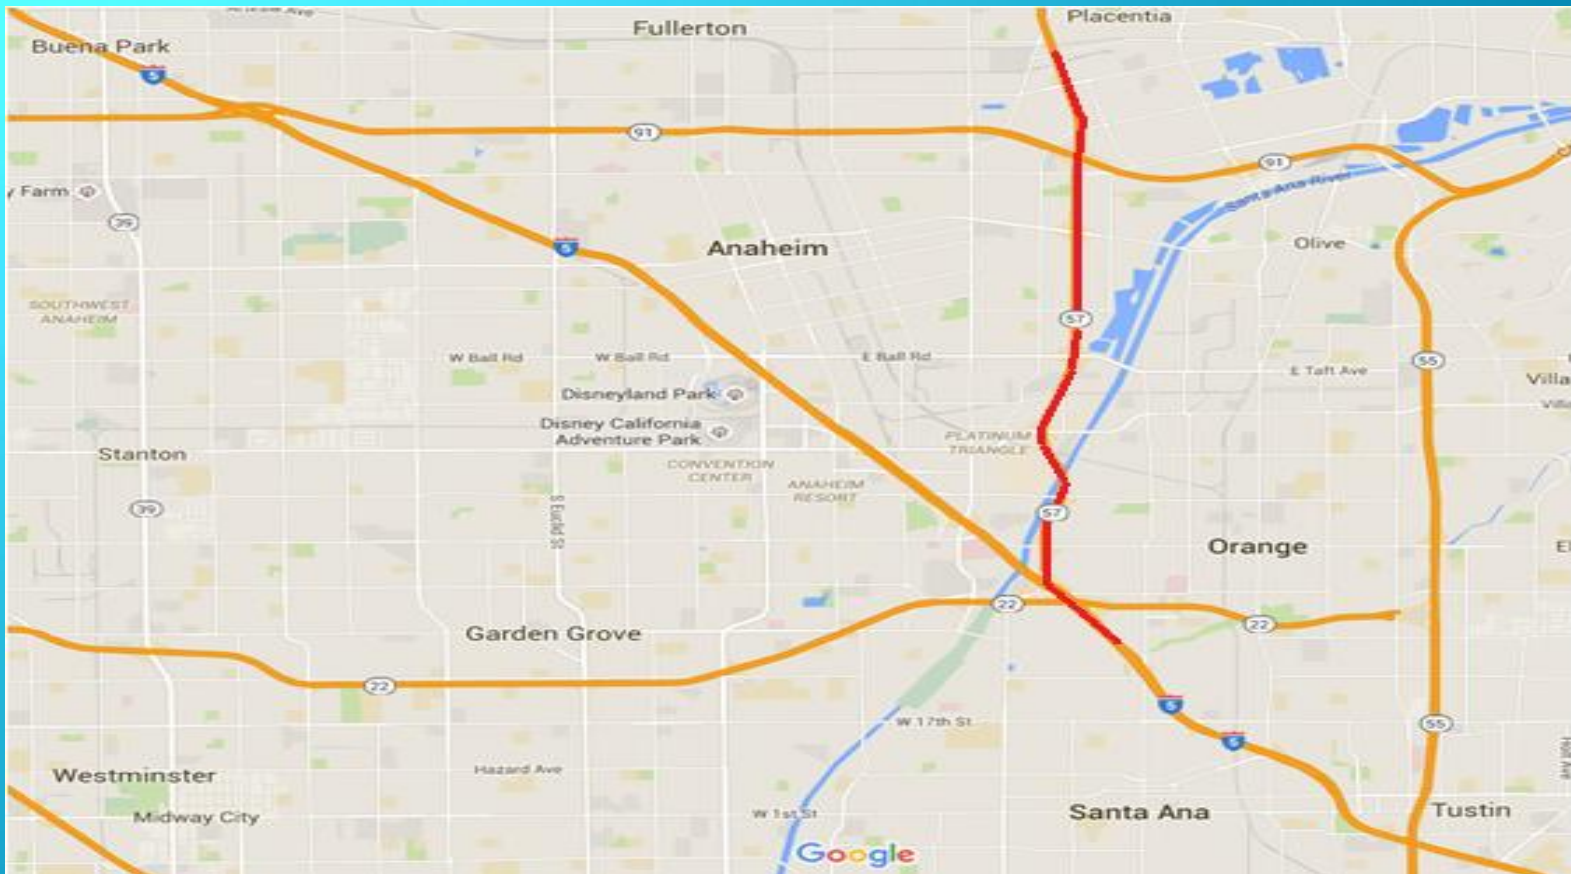 Placentia
Fullerton
Buena Park
5
91
91
y Farm
39
Santa Ana River
Olive
Anaheim
5
SOUTHWEST
ANAHEIM
57
W Ball Rd
W Ball Rd
E Ball Rd
55
E Taft Ave
Villa
Disneyland Park
Disney California
Adventure Park
PLATINUM
TRIANGLE
Stanton
CONVENTION
CENTER
ANAHEIM
RESORT
39
57
S Euclid St
Orange
22
22
Garden Grove
22
5
W 17th St
55
5
Hazard Ave
Westminster
Midway City
W 1st St
Santa Ana
Tustin
Google